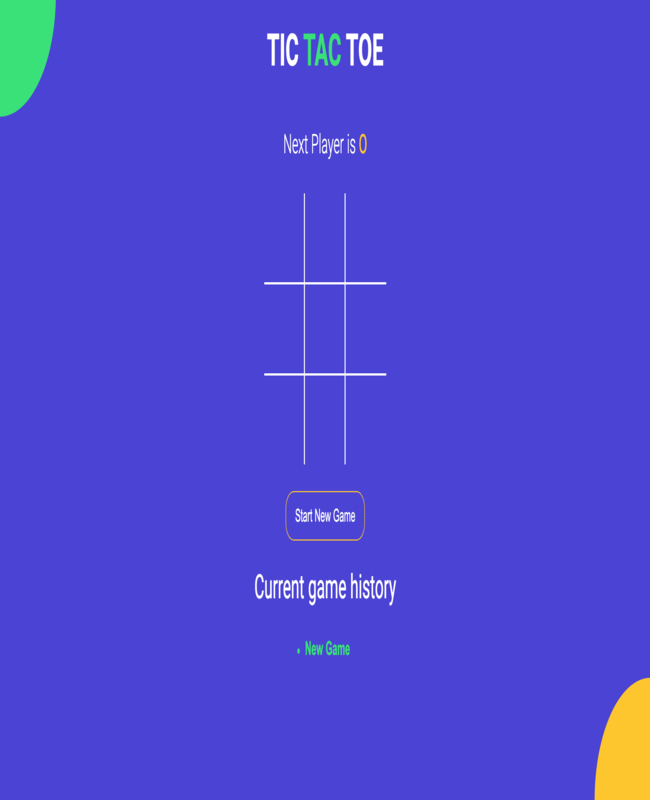 TIC TAC TOE
Next Player is O
Start New Game
Current game history
New Game